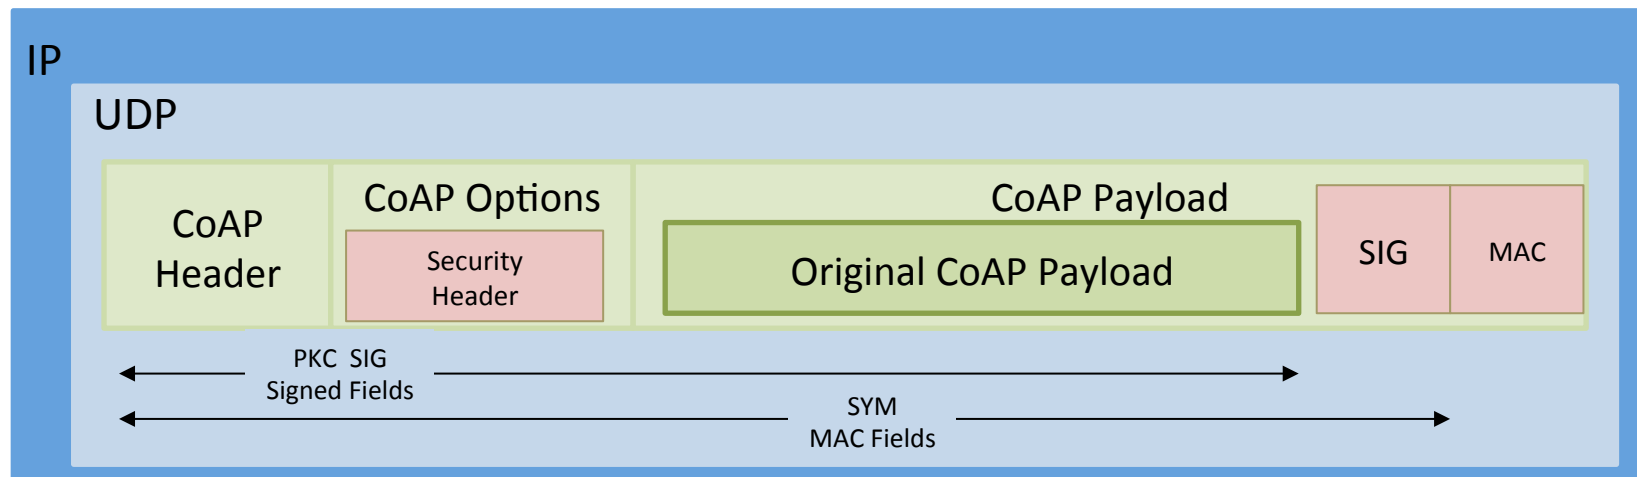 IP
UDP
CoAP
Header
CoAP Options
Security
Header
CoAP Payload
Original CoAP Payload
SIG
MAC
PKC SIG
Signed Fields
SYM
MAC Fields